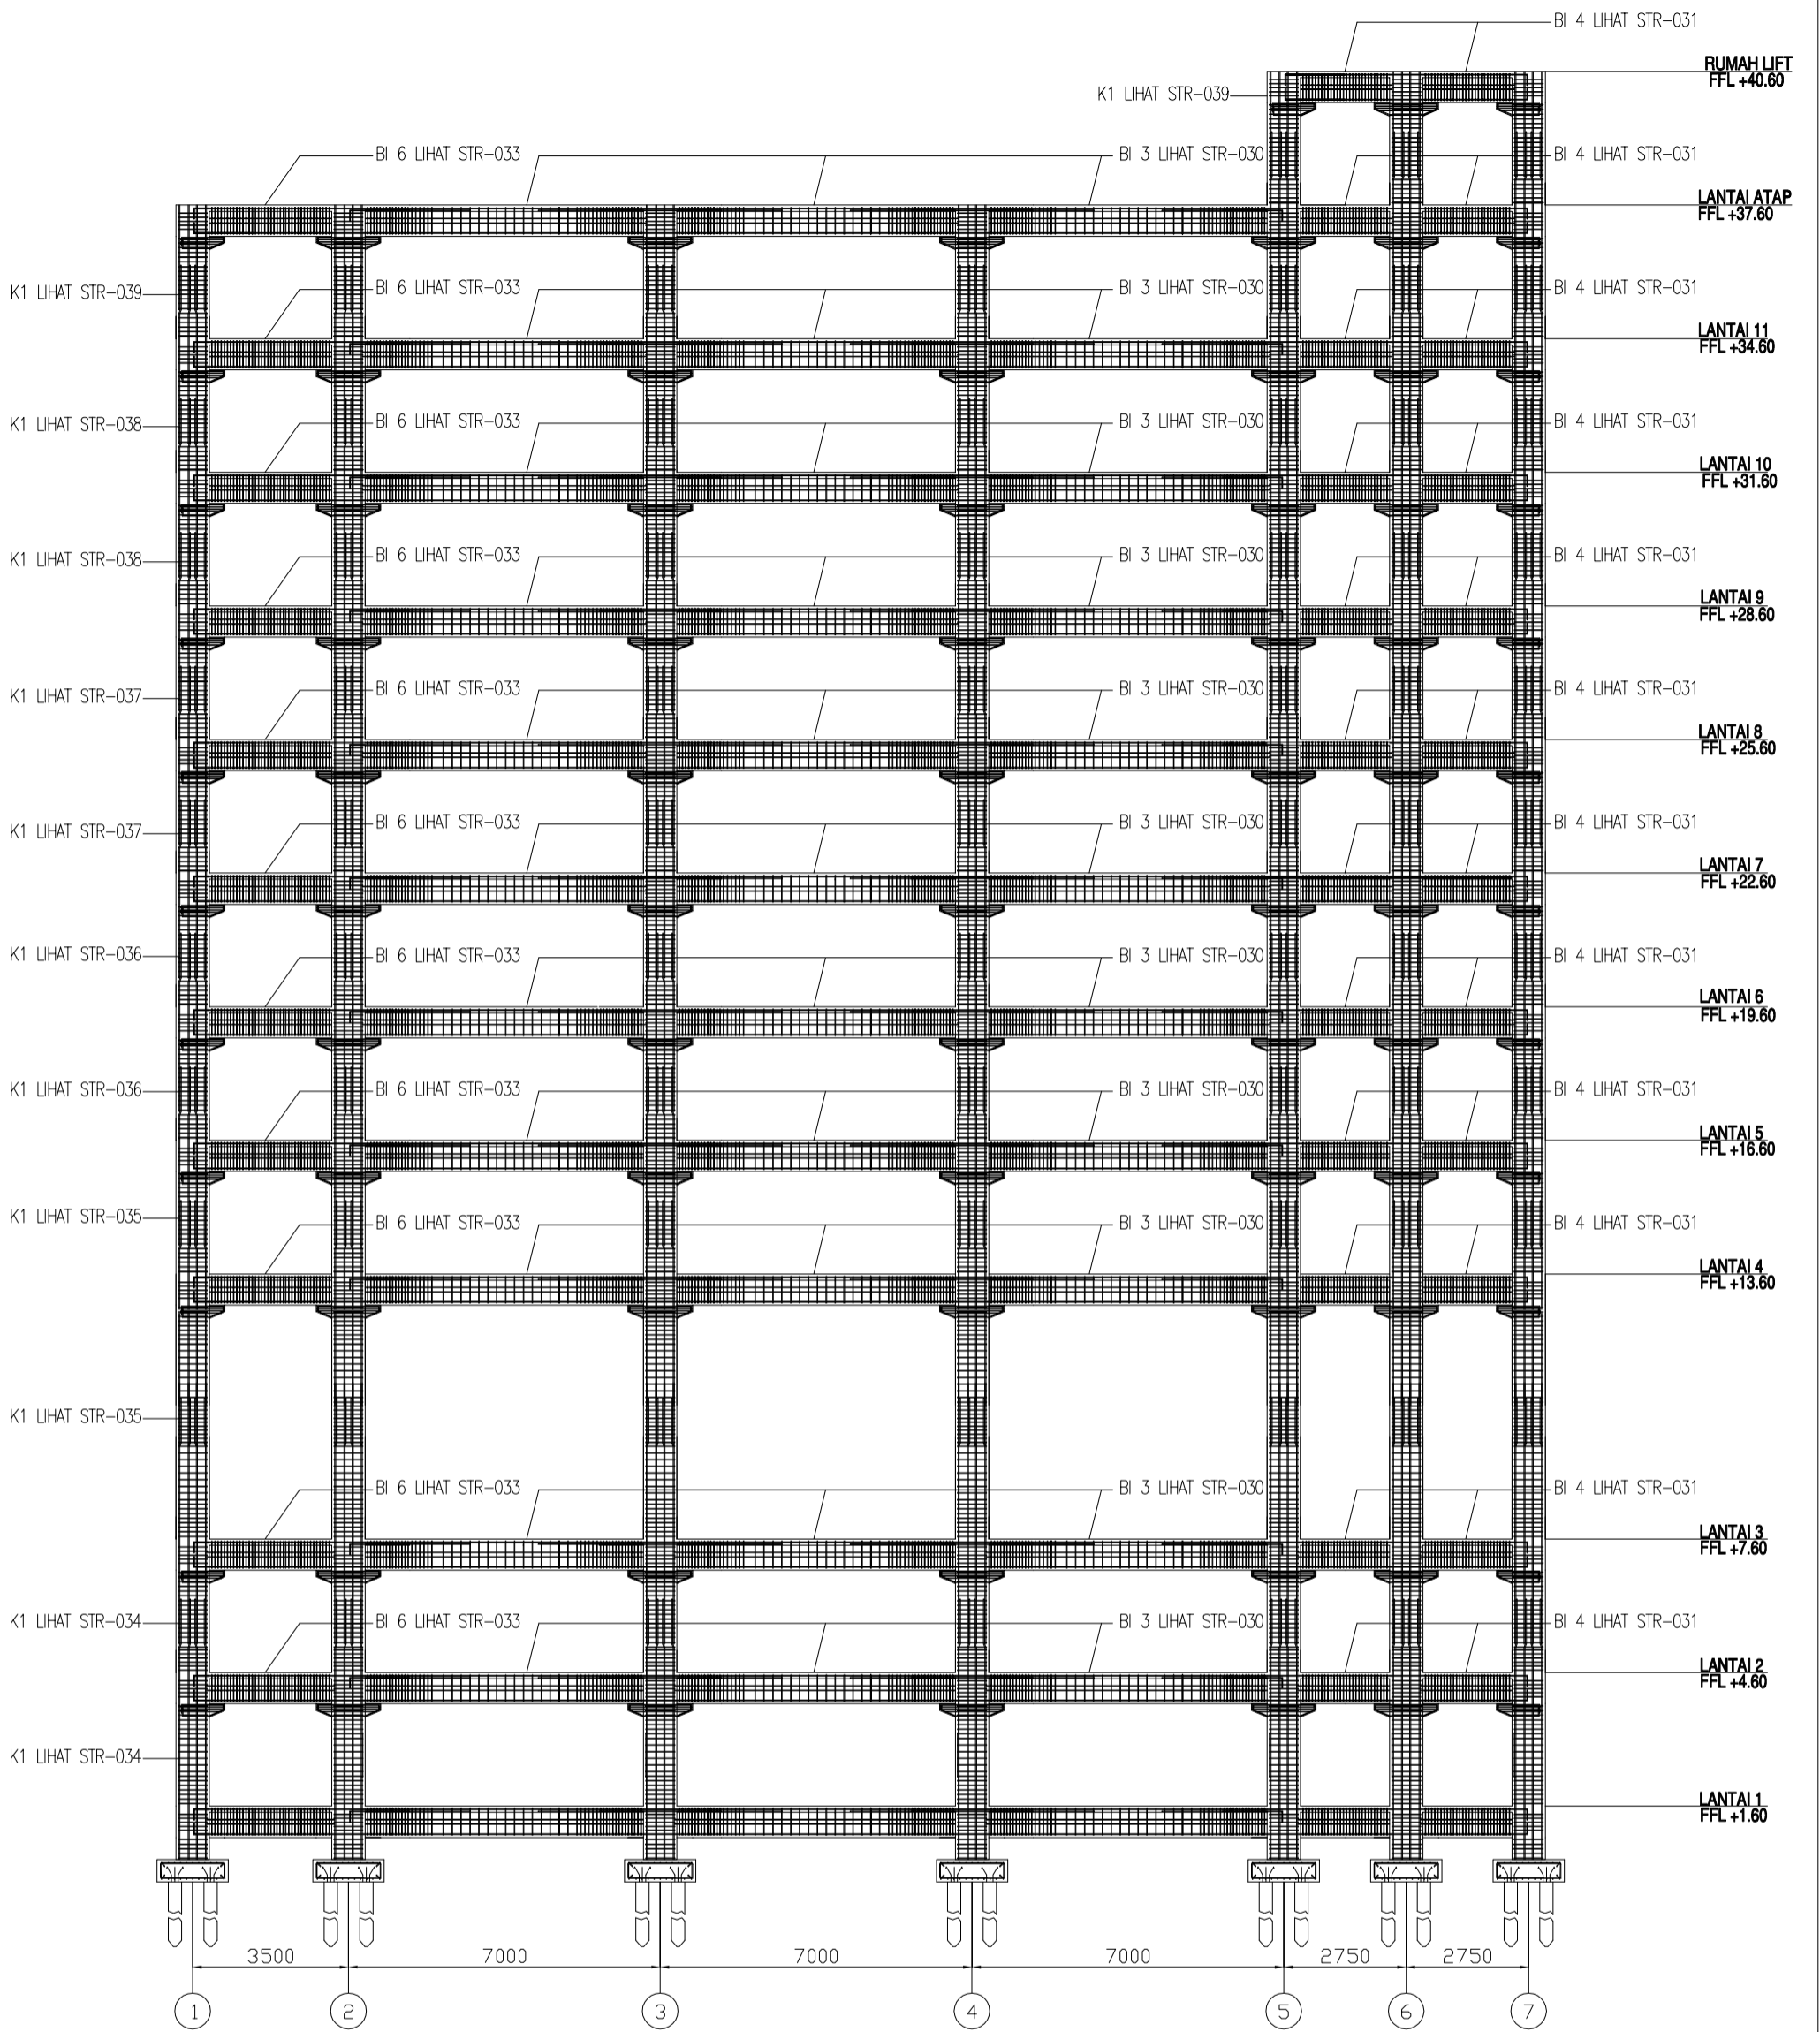 BI 4 LIHAT STR-031
RUMAH LIFT
FFL +40.60
K1 LIHAT STR-039
BI 6 LIHAT STR-033
BI 3 LIHAT STR-030
BI 4 LIHAT STR-031
LANTAI ATAP
FFL +37.60
K1 LIHAT STR-039
BI 6 LIHAT STR-033
BI 3 LIHAT STR-030
BI 4 LIHAT STR-031
LANTAI 11
FFL +34.60
K1 LIHAT STR-038
BI 6 LIHAT STR-033
BI 3 LIHAT STR-030
BI 4 LIHAT STR-031
LANTAI 10
FFL +31.60
K1 LIHAT STR-038
BI 6 LIHAT STR-033
BI 3 LIHAT STR-030
BI 4 LIHAT STR-031
LANTAI 9
FFL +28.60
K1 LIHAT STR-037
BI 6 LIHAT STR-033
BI 3 LIHAT STR-030
BI 4 LIHAT STR-031
LANTAI 8
FFL +25.60
K1 LIHAT STR-037
BI 6 LIHAT STR-033
BI 3 LIHAT STR-030
BI 4 LIHAT STR-031
LANTAI 7
FFL +22.60
K1 LIHAT STR-036
BI 6 LIHAT STR-033
BI 3 LIHAT STR-030
BI 4 LIHAT STR-031
LANTAI 6
FFL +19.60
K1 LIHAT STR-036
BI 6 LIHAT STR-033
BI 3 LIHAT STR-030
BI 4 LIHAT STR-031
LANTAI 5
FFL +16.60
K1 LIHAT STR-035
BI 6 LIHAT STR-033
BI 3 LIHAT STR-030
BI 4 LIHAT STR-031
LANTAI 4
FFL +13.60
K1 LIHAT STR-035
BI 6 LIHAT STR-033
BI 3 LIHAT STR-030
BI 4 LIHAT STR-031
LANTAI 3
FFL +7.60
K1 LIHAT STR-034
BI 6 LIHAT STR-033
BI 3 LIHAT STR-030
BI 4 LIHAT STR-031
LANTAI 2
FFL +4.60
K1 LIHAT STR-034
LANTAI 1
FFL +1.60
3500 7000 7000 7000 2750 2750
1 2 3 4 5 6 7